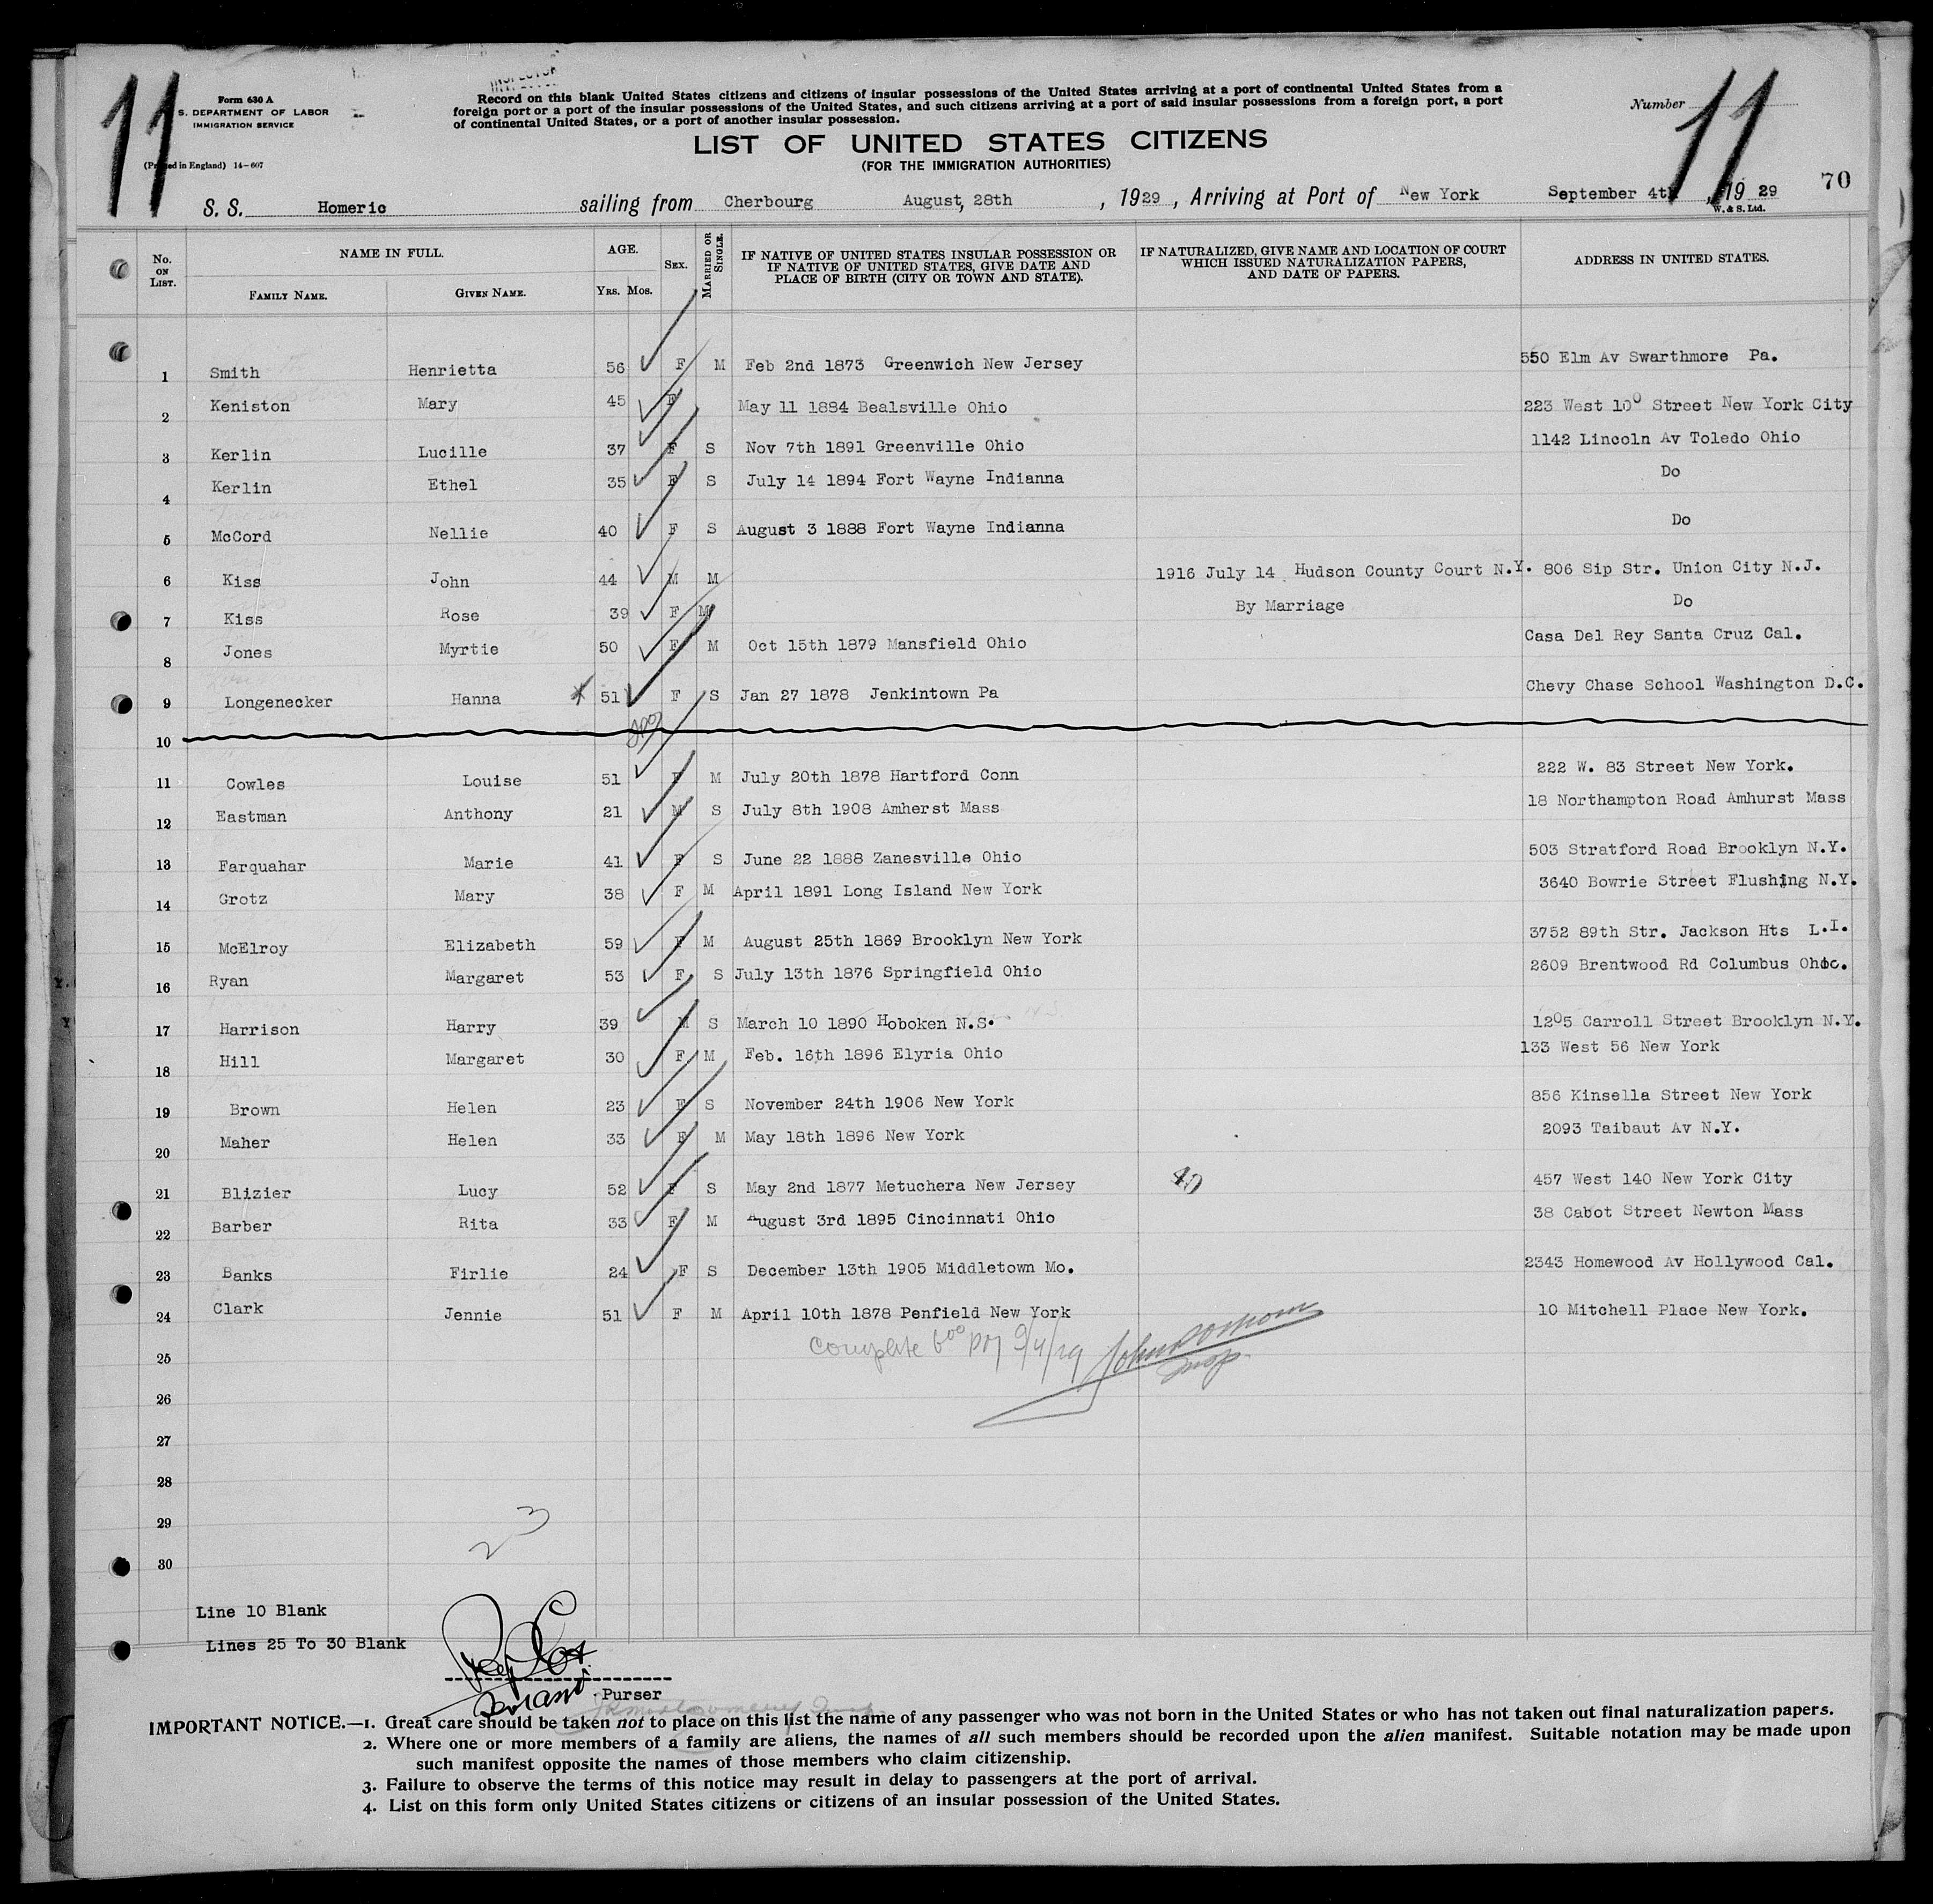 11
Form 630 A
S. DEPARTMENT OF LABOR
IMMIGRATION SERVICE
(Printed in England) 14—607
INSPECTOR
Record on this blank United States citizens and citizens of insular possessions of the United States arriving at a port of continental United States from a
foreign port or a port of the insular possessions of the United States, and such citizens arriving at a port of said insular possessions from a foreign port, a port
of continental United States, or a port of another insular possession.
Number 11
LIST OF UNITED STATES CITIZENS
(FOR THE IMMIGRATION AUTHORITIES)
70
S. S. Homeric sailing from Cherbourg August, 28th , 1929 , Arriving at Port of New York September 4th , 19 29
W. & S. Ltd.
No. ON LIST. NAME IN FULL. FAMILY NAME. GIVEN NAME. AGE. YRS. MOS. SEX. MARRIED OR SINGLE. IF NATIVE OF UNITED STATES INSULAR POSSESSION OR IF NATIVE OF UNITED STATES, GIVE DATE AND PLACE OF BIRTH (CITY OR TOWN AND STATE). IF NATURALIZED, GIVE NAME AND LOCATION OF COURT WHICH ISSUED NATURALIZATION PAPERS, AND DATE OF PAPERS. ADDRESS IN UNITED STATES.
1 Smith Henrietta 56 F M Feb 2nd 1873 Greenwich New Jersey 550 Elm Av Swarthmore Pa.
2 Keniston Mary 45 F May 11 1884 Bealsville Ohio 223 West 100 Street New York City
3 Kerlin Lucille 37 F S Nov 7th 1891 Greenville Ohio 1142 Lincoln Av Toledo Ohio
4 Kerlin Ethel 35 F S July 14 1894 Fort Wayne Indianna Do
5 McCord Nellie 40 F S August 3 1888 Fort Wayne Indianna Do
6 Kiss John 44 M M 1916 July 14 Hudson County Court N.Y. 806 Sip Str. Union City N.J.
7 Kiss Rose 39 F M By Marriage Do
8 Jones Myrtie 50 F M Oct 15th 1879 Mansfield Ohio Casa Del Rey Santa Cruz Cal.
9 Longenecker Hanna 51 F S Jan 27 1878 Jenkintown Pa Chevy Chase School Washington D.C.
10
11 Cowles Louise 51 F M July 20th 1878 Hartford Conn 222 W. 83 Street New York.
12 Eastman Anthony 21 M S July 8th 1908 Amherst Mass 18 Northampton Road Amhurst Mass
13 Farquahar Marie 41 F S June 22 1888 Zanesville Ohio 503 Stratford Road Brooklyn N.Y.
14 Grotz Mary 38 F M April 1891 Long Island New York 3640 Bowrie Street Flushing N.Y.
15 McElroy Elizabeth 59 F M August 25th 1869 Brooklyn New York 3752 89th Str. Jackson Hts L.I.
16 Ryan Margaret 53 F S July 13th 1876 Springfield Ohio 2609 Brentwood Rd Columbus Ohio.
17 Harrison Harry 39 M S March 10 1890 Hoboken N.S. 1205 Carroll Street Brooklyn N.Y.
18 Hill Margaret 30 F M Feb. 16th 1896 Elyria Ohio 133 West 56 New York
19 Brown Helen 23 F S November 24th 1906 New York 856 Kinsella Street New York
20 Maher Helen 33 F M May 18th 1896 New York 2093 Taibaut Av N.Y.
21 Blizier Lucy 52 F S May 2nd 1877 Metuchera New Jersey 40 457 West 140 New York City
22 Barber Rita 33 F M August 3rd 1895 Cincinnati Ohio 38 Cabot Street Newton Mass
23 Banks Firlie 24 F S December 13th 1905 Middletown Mo. 2343 Homewood Av Hollywood Cal.
24 Clark Jennie 51 F M April 10th 1878 Penfield New York 10 Mitchell Place New York.
Complete 6 00 9/4/29 Insp.
25
26
27
28
29
23
30
Line 10 Blank
Lines 25 To 30 Blank
Purser
IMPORTANT NOTICE.—1. Great care should be taken not to place on this list the name of any passenger who was not born in the United States or who has not taken out final naturalization papers.
2. Where one or more members of a family are aliens, the names of all such members should be recorded upon the alien manifest. Suitable notation may be made upon
such manifest opposite the names of those members who claim citizenship.
3. Failure to observe the terms of this notice may result in delay to passengers at the port of arrival.
4. List on this form only United States citizens or citizens of an insular possession of the United States.